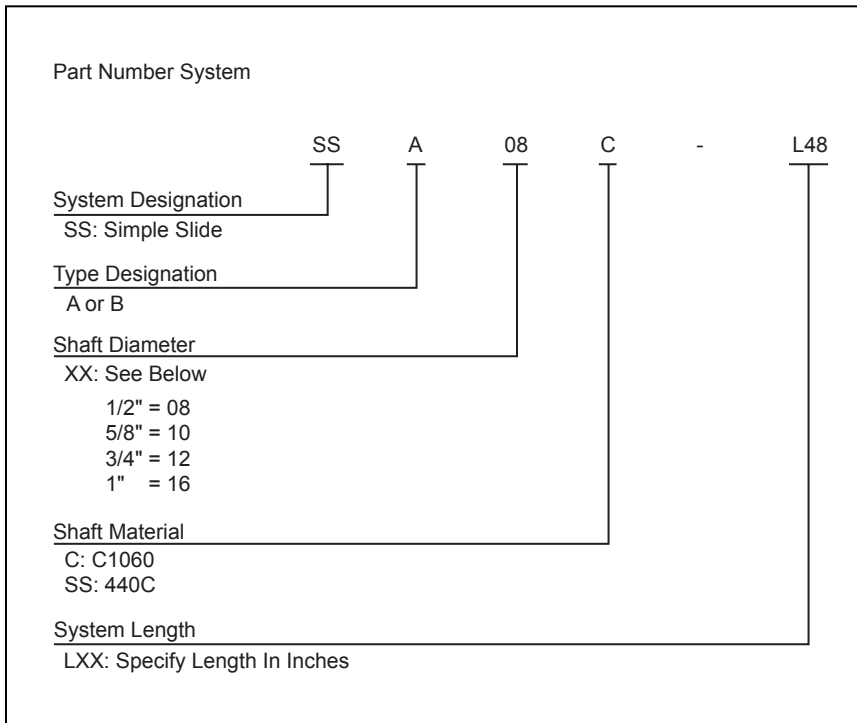 Part Number System
SS A 08 C - L48
System Designation
SS: Simple Slide
Type Designation
A or B
Shaft Diameter
XX: See Below
1/2" = 08
5/8" = 10
3/4" = 12
1" = 16
Shaft Material
C: C1060
SS: 440C
System Length
LXX: Specify Length In Inches